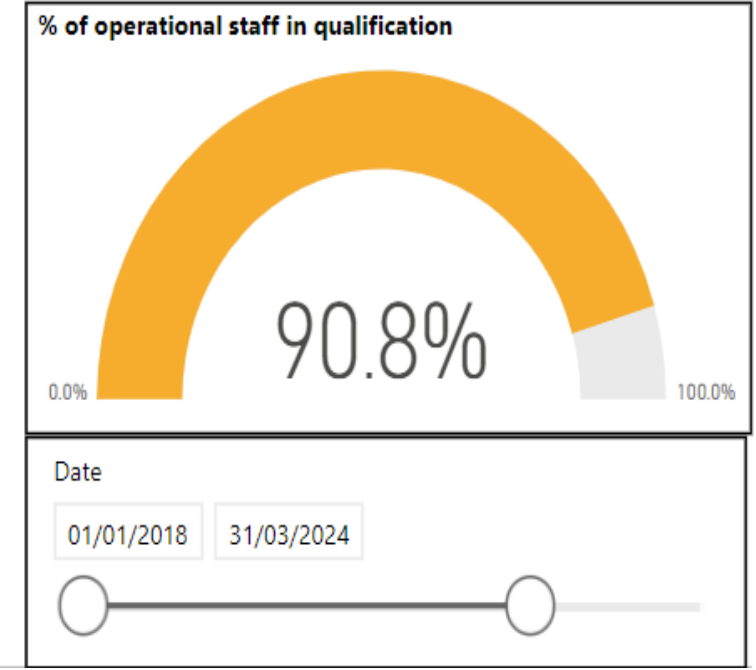 % of operational staff in qualification
90.8%
0.0%
100.0%
Date
01/01/2018 31/03/2024